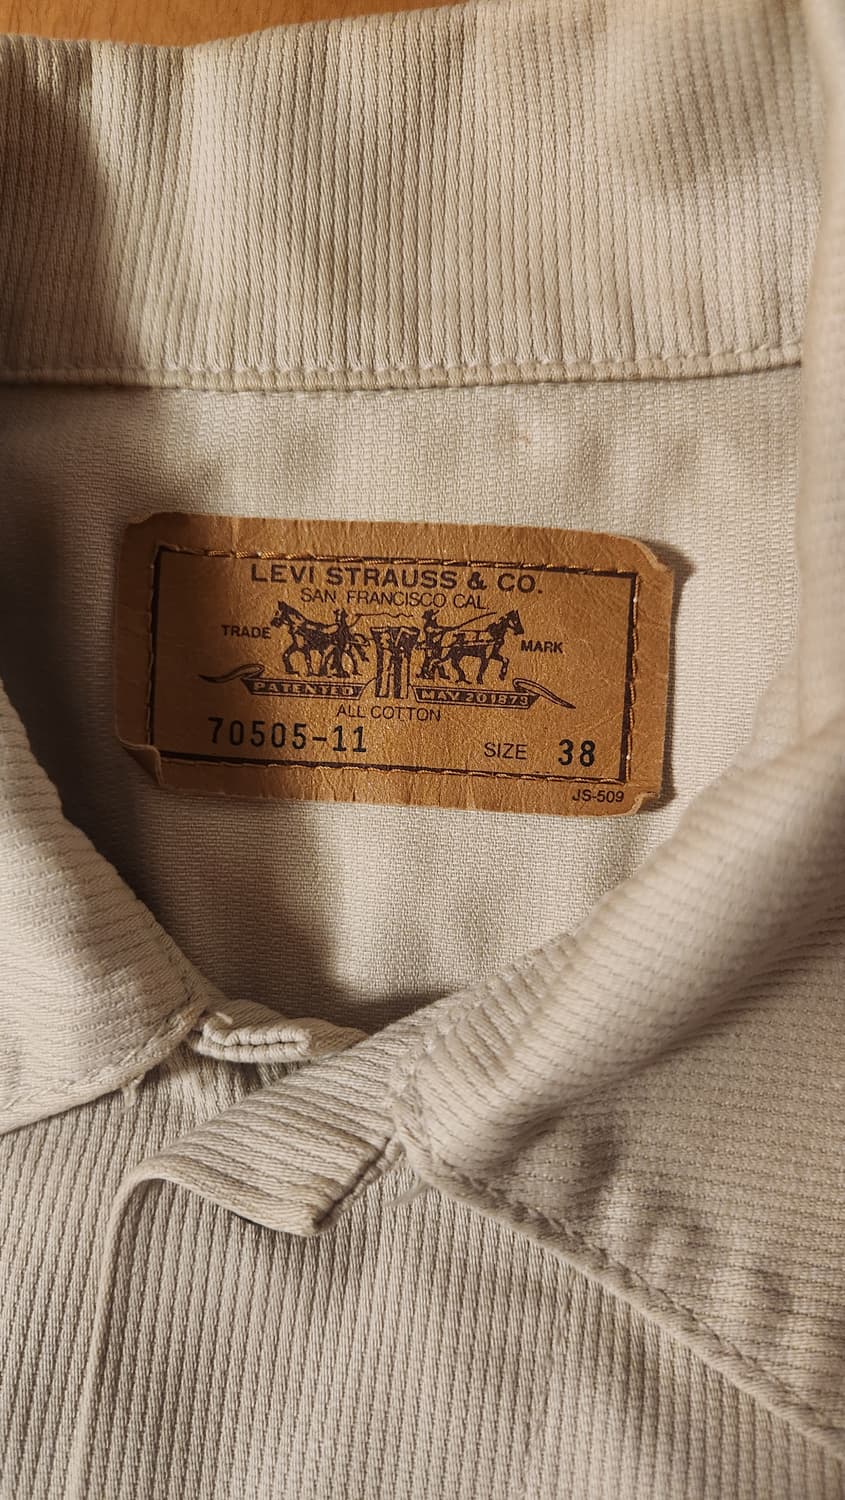 LEVI STRAUSS & CO.
SAN FRANCISCO CAL.
TRADE MARK
PATENTED MAY 20 1873
ALL COTTON
70505-11 SIZE 38
JS-509